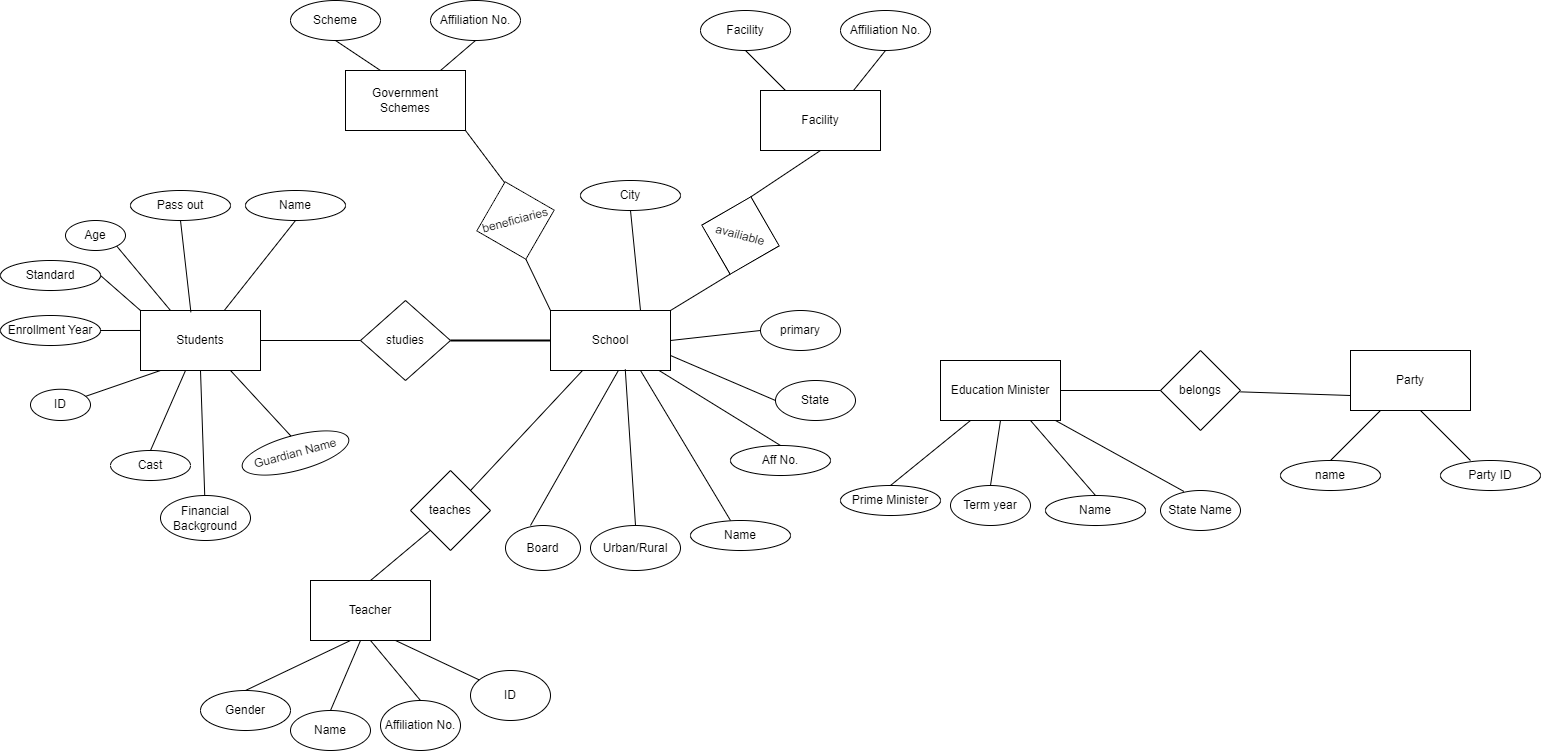 Scheme
Affiliation No.
Facility
Affiliation No.
Government
Schemes
Facility
City
Pass out
Name
Age
beneficiaries
availiable
Standard
Enrollment Year
Students
studies
School
primary
ID
State
Education Minister
belongs
Party
Cast
Guardian Name
Aff No.
Financial
Background
teaches
Board
Urban/Rural
Name
Prime Minister
Term year
Name
State Name
name
Party ID
Teacher
Gender
Name
Affiliation No.
ID